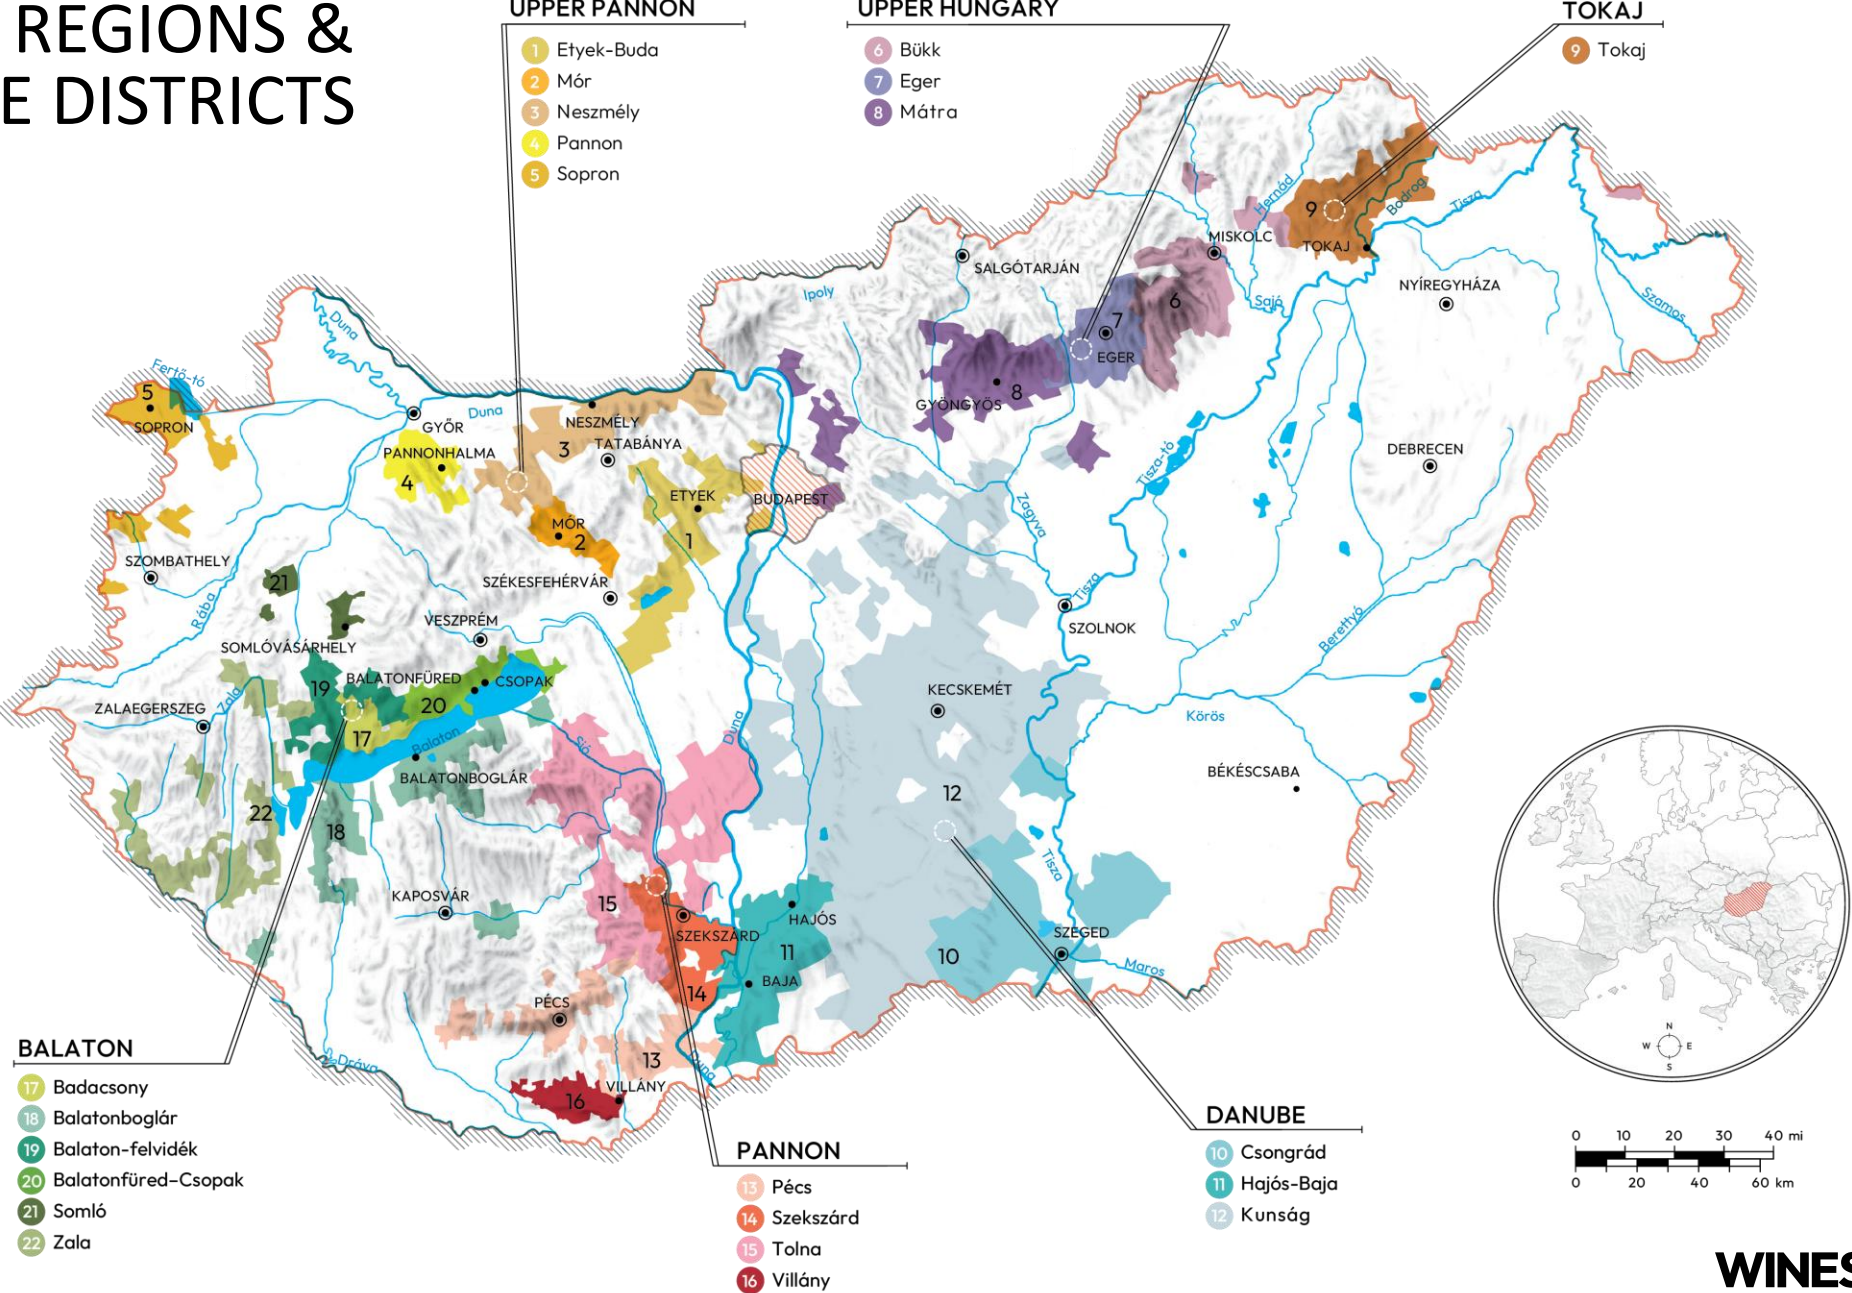 REGIONS &
E DISTRICTS
UPPER PANNON
1 Etyek-Buda
2 Mór
3 Neszmély
4 Pannon
5 Sopron
UPPER HUNGARY
6 Bükk
7 Eger
8 Mátra
TOKAJ
9 Tokaj
Hernád
Bodrog
Tisza
9
TOKAJ
MISKOLC
SALGÓTARJÁN
Ipoly
NYÍREGYHÁZA
Sajó
Szamos
6
7
EGER
Duna
Fertő-tó
5
SOPRON
GYŐR
Duna
NESZMÉLY
3
TATABÁNYA
PANNONHALMA
4
GYÖNGYÖS
8
DEBRECEN
Tisza-tó
ETYEK
BUDAPEST
Zagyva
MÓR
2
1
SZOMBATHELY
21
SZÉKESFEHÉRVÁR
Rába
VESZPRÉM
Tisza
SZOLNOK
Berettyó
SOMLÓVÁSÁRHELY
19
BALATONFÜRED
CSOPAK
20
Zala
ZALAEGERSZEG
17
Balaton
BALATONBOGLÁR
Sió
Duna
KECSKEMÉT
Körös
BÉKÉSCSABA
12
22
18
Tisza
KAPOSVÁR
15
SZEKSZÁRD
HAJÓS
11
10
SZEGED
Maros
BAJA
14
PÉCS
13
Duna
Dráva
VILLÁNY
16
BALATON
17 Badacsony
18 Balatonboglár
19 Balaton-felvidék
20 Balatonfüred–Csopak
21 Somló
22 Zala
PANNON
13 Pécs
14 Szekszárd
15 Tolna
16 Villány
DANUBE
10 Csongrád
11 Hajós-Baja
12 Kunság
N
W E
S
0 10 20 30 40 mi
0 20 40 60 km
WINES